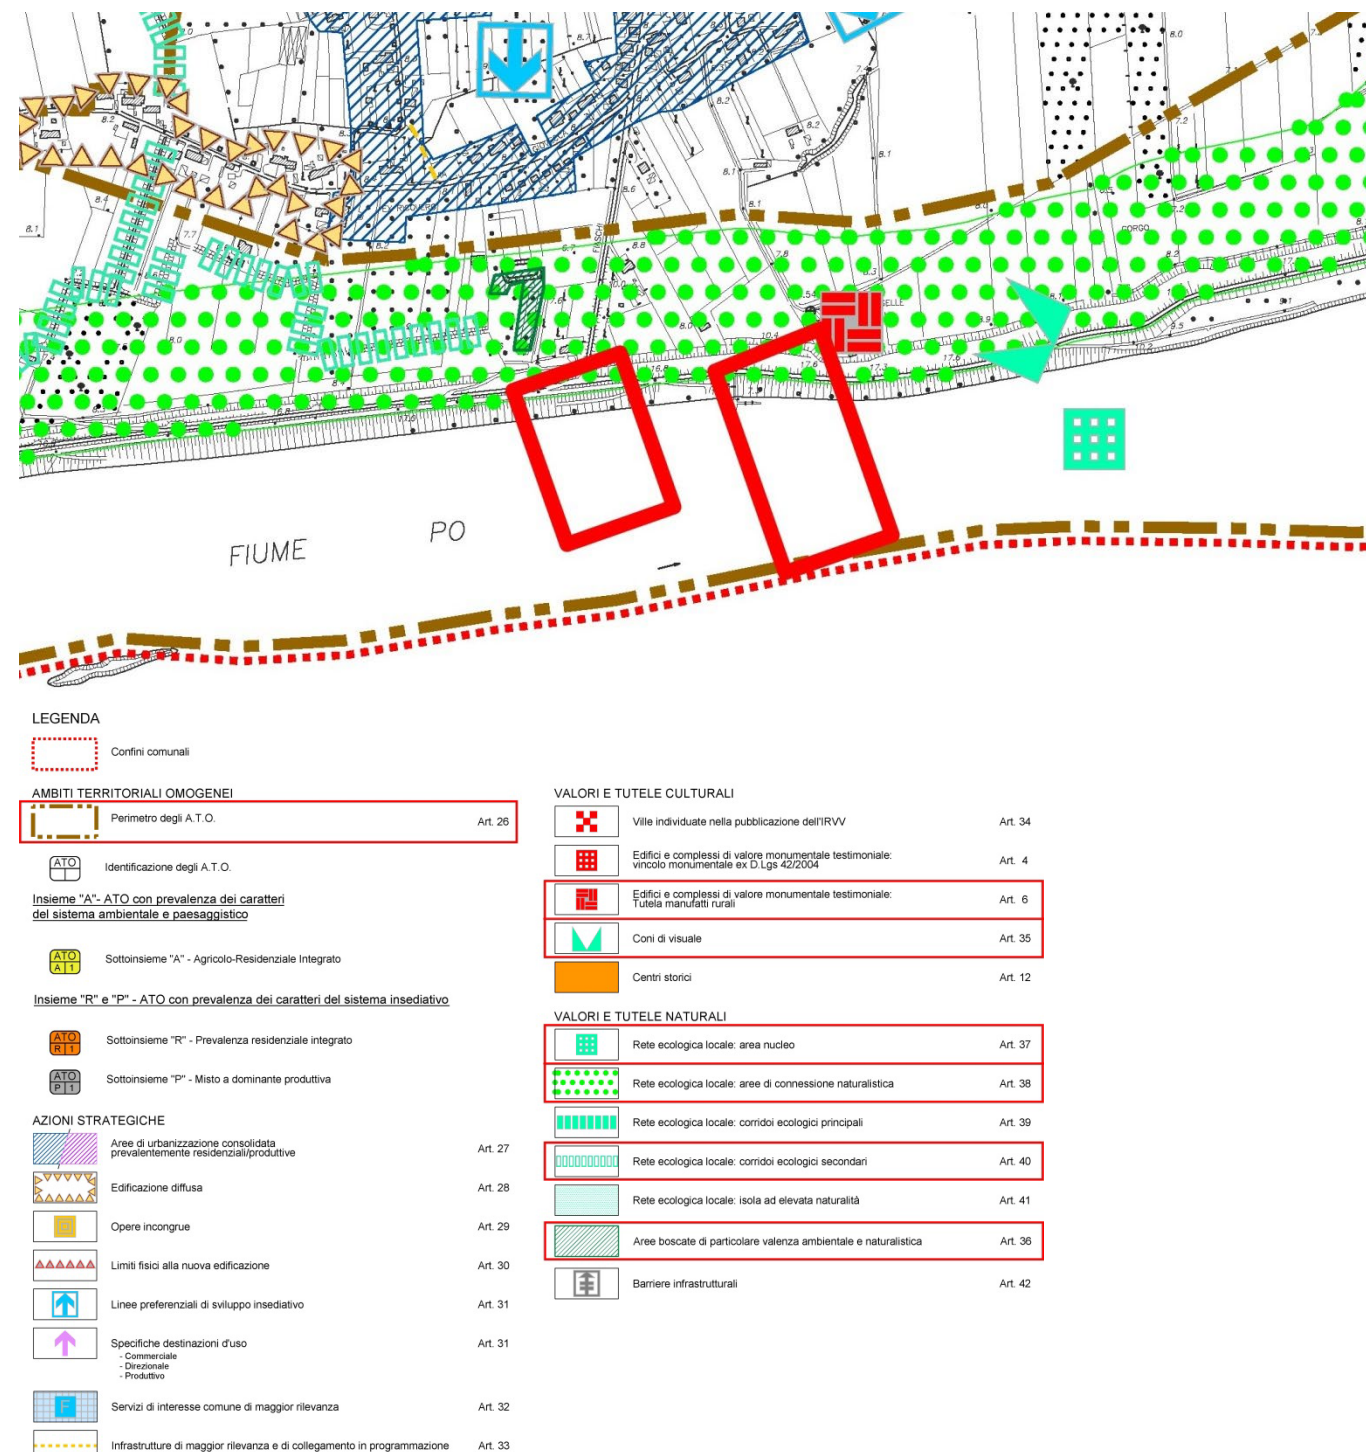 FIUME PO
GORGO
LEGENDA
Confini comunali
AMBITI TERRITORIALI OMOGENEI
Perimetro degli A.T.O. Art. 26
ATO
Identificazione degli A.T.O.
Insieme "A"- ATO con prevalenza dei caratteri
del sistema ambientale e paesaggistico
ATO
A 1
Sottoinsieme "A" - Agricolo-Residenziale Integrato
Insieme "R" e "P" - ATO con prevalenza dei caratteri del sistema insediativo
ATO
R 1
Sottoinsieme "R" - Prevalenza residenziale integrato
ATO
P 1
Sottoinsieme "P" - Misto a dominante produttiva
AZIONI STRATEGICHE
Aree di urbanizzazione consolidata
prevalentemente residenziali/produttive Art. 27
Edificazione diffusa Art. 28
Opere incongrue Art. 29
Limiti fisici alla nuova edificazione Art. 30
Linee preferenziali di sviluppo insediativo Art. 31
Specifiche destinazioni d'uso Art. 31
- Commerciale
- Direzionale
- Produttivo
F
Servizi di interesse comune di maggior rilevanza Art. 32
Infrastrutture di maggior rilevanza e di collegamento in programmazione Art. 33
VALORI E TUTELE CULTURALI
Ville individuate nella pubblicazione dell'IRVV Art. 34
Edifici e complessi di valore monumentale testimoniale:
vincolo monumentale ex D.Lgs 42/2004 Art. 4
Edifici e complessi di valore monumentale testimoniale:
Tutela manufatti rurali Art. 6
Coni di visuale Art. 35
Centri storici Art. 12
VALORI E TUTELE NATURALI
Rete ecologica locale: area nucleo Art. 37
Rete ecologica locale: aree di connessione naturalistica Art. 38
Rete ecologica locale: corridoi ecologici principali Art. 39
Rete ecologica locale: corridoi ecologici secondari Art. 40
Rete ecologica locale: isola ad elevata naturalità Art. 41
Aree boscate di particolare valenza ambientale e naturalistica Art. 36
Barriere infrastrutturali Art. 42